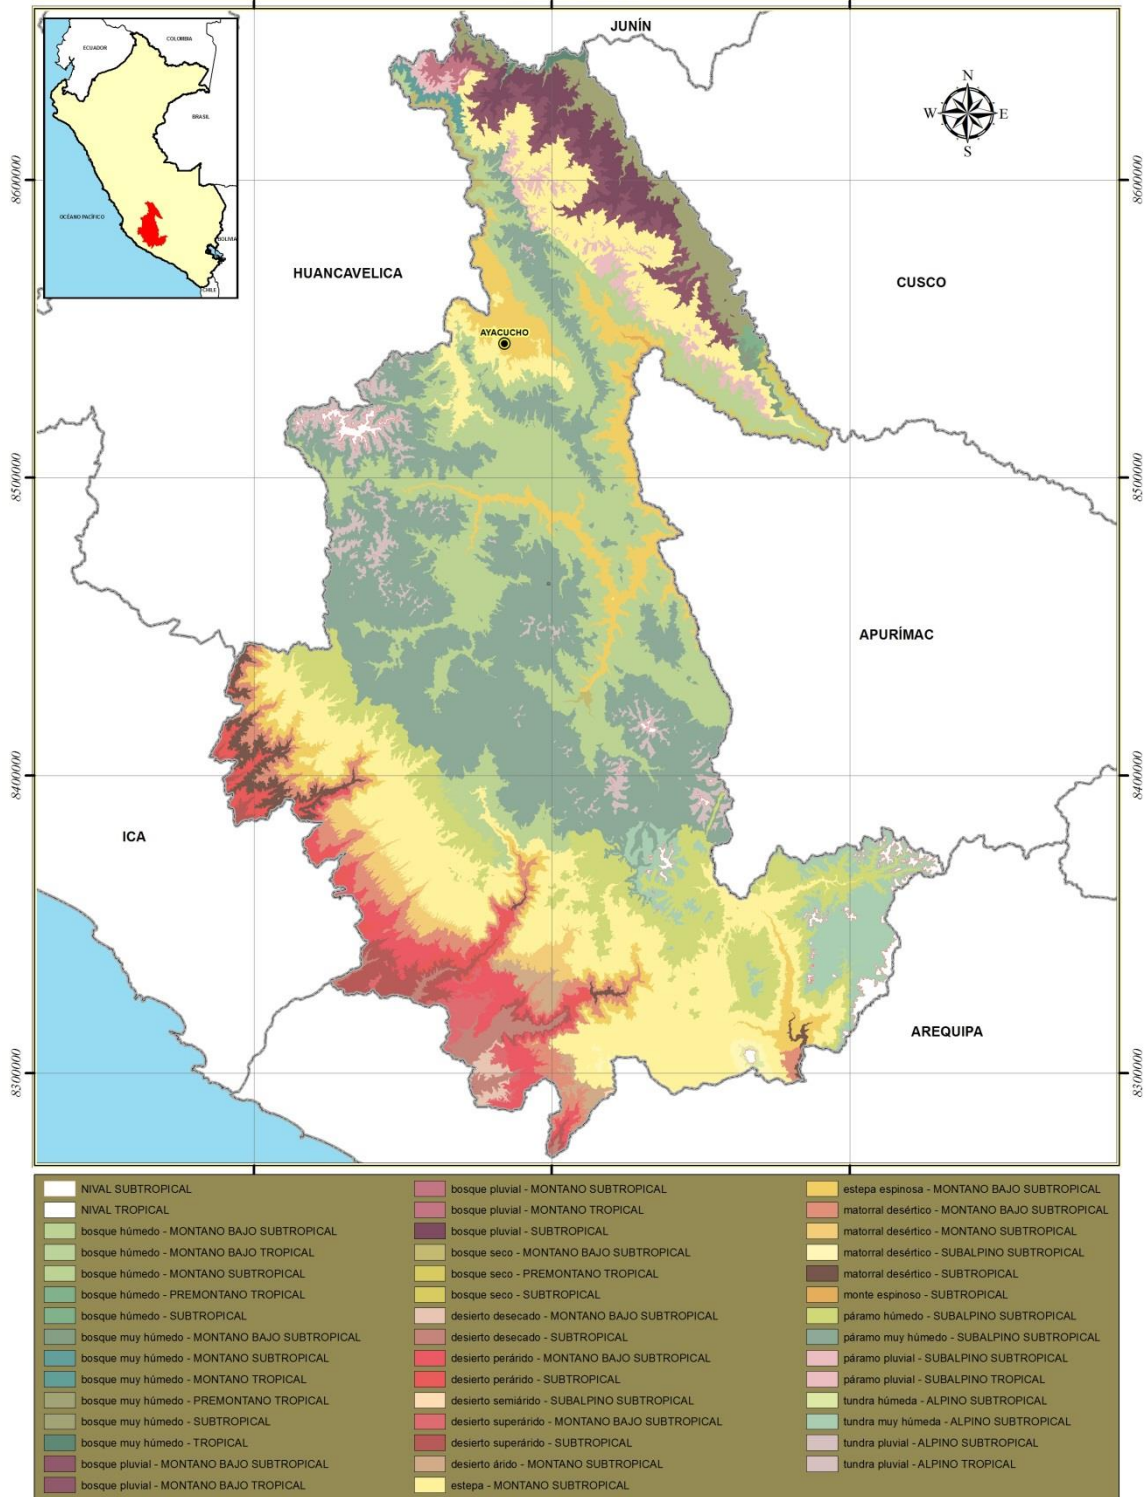 JUNÍN
COLOMBIA
ECUADOR
BRASIL
OCÉANO PACÍFICO
BOLIVIA
CHILE
N
W E
S
8600000
8600000
HUANCAVELICA
CUSCO
AYACUCHO
8500000
8500000
APURÍMAC
8400000
8400000
ICA
AREQUIPA
8300000
8300000
NIVAL SUBTROPICAL
NIVAL TROPICAL
bosque húmedo - MONTANO BAJO SUBTROPICAL
bosque húmedo - MONTANO BAJO TROPICAL
bosque húmedo - MONTANO SUBTROPICAL
bosque húmedo - PREMONTANO TROPICAL
bosque húmedo - SUBTROPICAL
bosque muy húmedo - MONTANO BAJO SUBTROPICAL
bosque muy húmedo - MONTANO SUBTROPICAL
bosque muy húmedo - MONTANO TROPICAL
bosque muy húmedo - PREMONTANO TROPICAL
bosque muy húmedo - SUBTROPICAL
bosque muy húmedo - TROPICAL
bosque pluvial - MONTANO BAJO SUBTROPICAL
bosque pluvial - MONTANO BAJO TROPICAL
bosque pluvial - MONTANO SUBTROPICAL
bosque pluvial - MONTANO TROPICAL
bosque pluvial - SUBTROPICAL
bosque seco - MONTANO BAJO SUBTROPICAL
bosque seco - PREMONTANO TROPICAL
bosque seco - SUBTROPICAL
desierto desecado - MONTANO BAJO SUBTROPICAL
desierto desecado - SUBTROPICAL
desierto perárido - MONTANO BAJO SUBTROPICAL
desierto perárido - SUBTROPICAL
desierto semiárido - SUBALPINO SUBTROPICAL
desierto superárido - MONTANO BAJO SUBTROPICAL
desierto superárido - SUBTROPICAL
desierto árido - MONTANO SUBTROPICAL
estepa - MONTANO SUBTROPICAL
estepa espinosa - MONTANO BAJO SUBTROPICAL
matorral desértico - MONTANO BAJO SUBTROPICAL
matorral desértico - MONTANO SUBTROPICAL
matorral desértico - SUBALPINO SUBTROPICAL
matorral desértico - SUBTROPICAL
monte espinoso - SUBTROPICAL
páramo húmedo - SUBALPINO SUBTROPICAL
páramo muy húmedo - SUBALPINO SUBTROPICAL
páramo pluvial - SUBALPINO SUBTROPICAL
páramo pluvial - SUBALPINO TROPICAL
tundra húmeda - ALPINO SUBTROPICAL
tundra muy húmeda - ALPINO SUBTROPICAL
tundra pluvial - ALPINO SUBTROPICAL
tundra pluvial - ALPINO TROPICAL